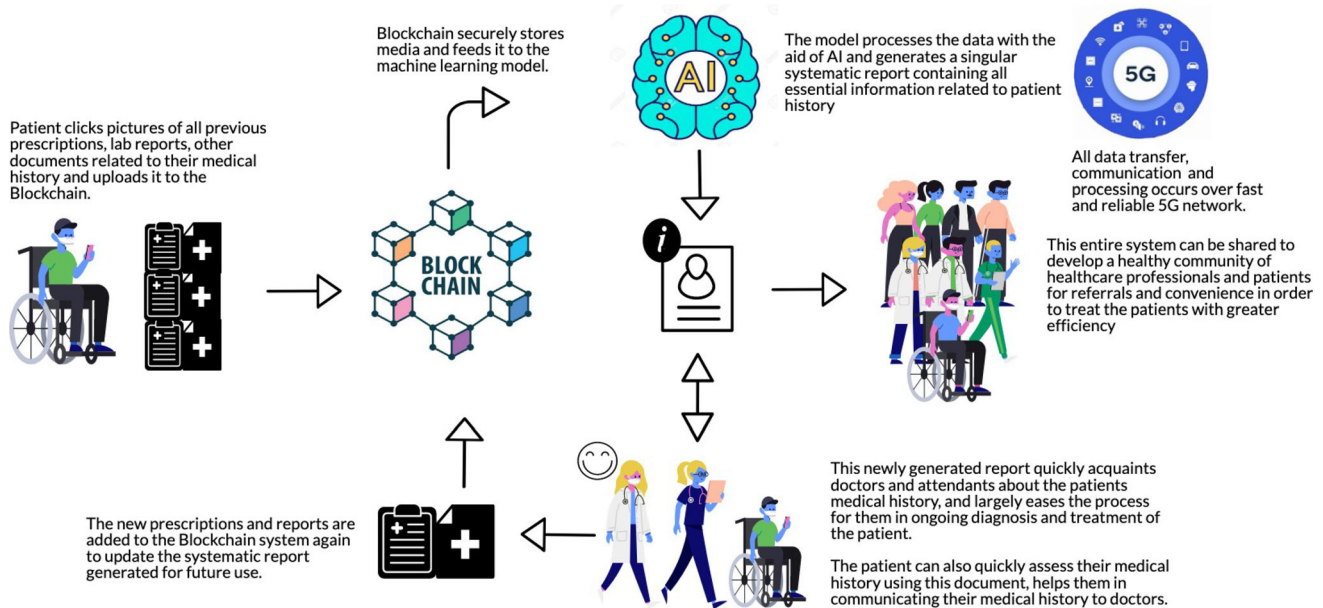 Blockchain securely stores
media and feeds it to the
machine learning model.
AI
The model processes the data with the
aid of AI and generates a singular
systematic report containing all
essential information related to patient
history
5G
All data transfer,
communication and
processing occurs over fast
and reliable 5G network.
Patient clicks pictures of all previous
prescriptions, lab reports, other
documents related to their medical
history and uploads it to the
Blockchain.
BLOCK
CHAIN
i
This entire system can be shared to
develop a healthy community of
healthcare professionals and patients
for referrals and convenience in order
to treat the patients with greater
efficiency
The new prescriptions and reports are
added to the Blockchain system again
to update the systematic report
generated for future use.
This newly generated report quickly acquaints
doctors and attendants about the patients
medical history, and largely eases the process
for them in ongoing diagnosis and treatment of
the patient.
The patient can also quickly assess their medical
history using this document, helps them in
communicating their medical history to doctors.